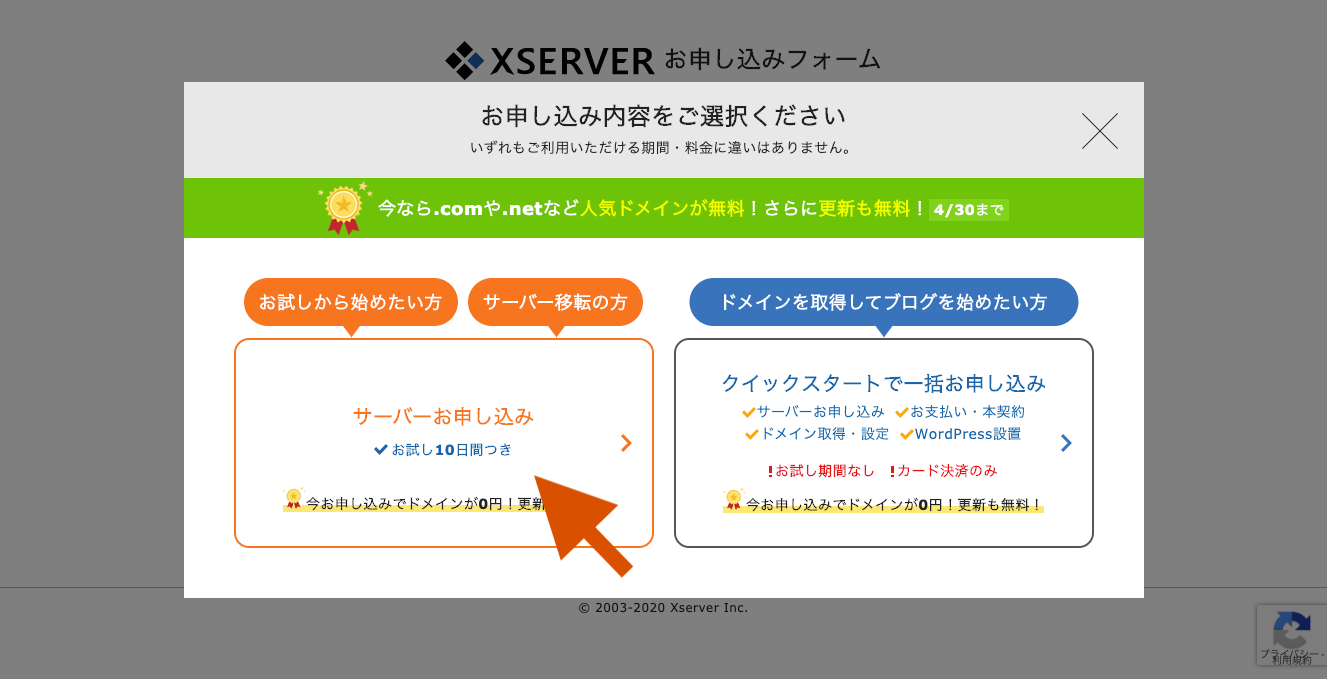 XSERVER お申し込みフォーム
お申し込み内容をご選択ください
いずれもご利用いただける期間・料金に違いはありません。
今なら.comや.netなど人気ドメインが無料！さらに更新も無料！ 4/30まで
お試しから始めたい方
サーバー移転の方
サーバーお申し込み
お試し10日間つき
今お申し込みでドメインが0円！更新
ドメインを取得してブログを始めたい方
クイックスタートで一括お申し込み
サーバーお申し込み お支払い・本契約
ドメイン取得・設定 WordPress設置
お試し期間なし カード決済のみ
今お申し込みでドメインが0円！更新も無料！
© 2003-2020 Xserver Inc.
プライバシー・
利用規約